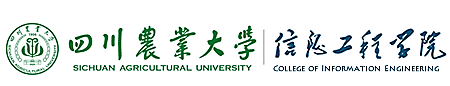 四川農業大學
SICHUAN AGRICULTURAL UNIVERSITY
信息工程学院
COLLEGE OF INFORMATION ENGINEERING